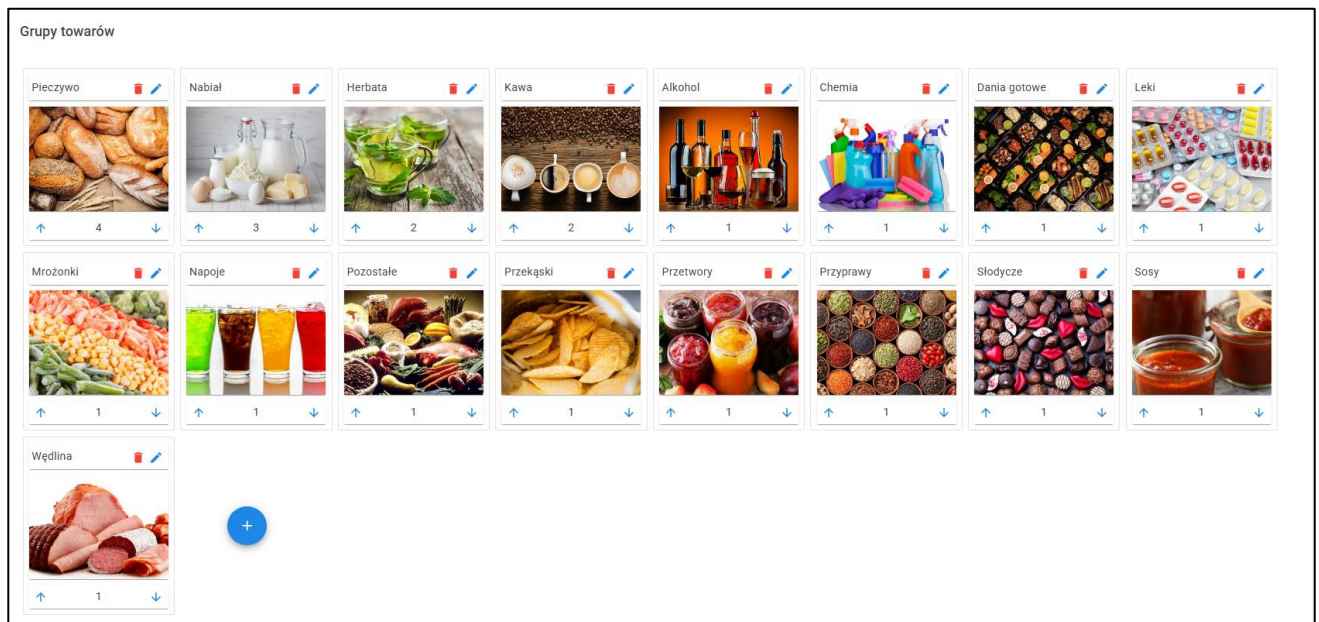 Grupy towarów
Pieczywo Nabiał Herbata Kawa Alkohol Chemia Dania gotowe Leki
4 3 2 2 1 1 1 1
Mrożonki Napoje Pozostałe Przekąski Przetwory Przyprawy Słodycze Sosy
1 1 1 1 1 1 1 1
Wędlina
1